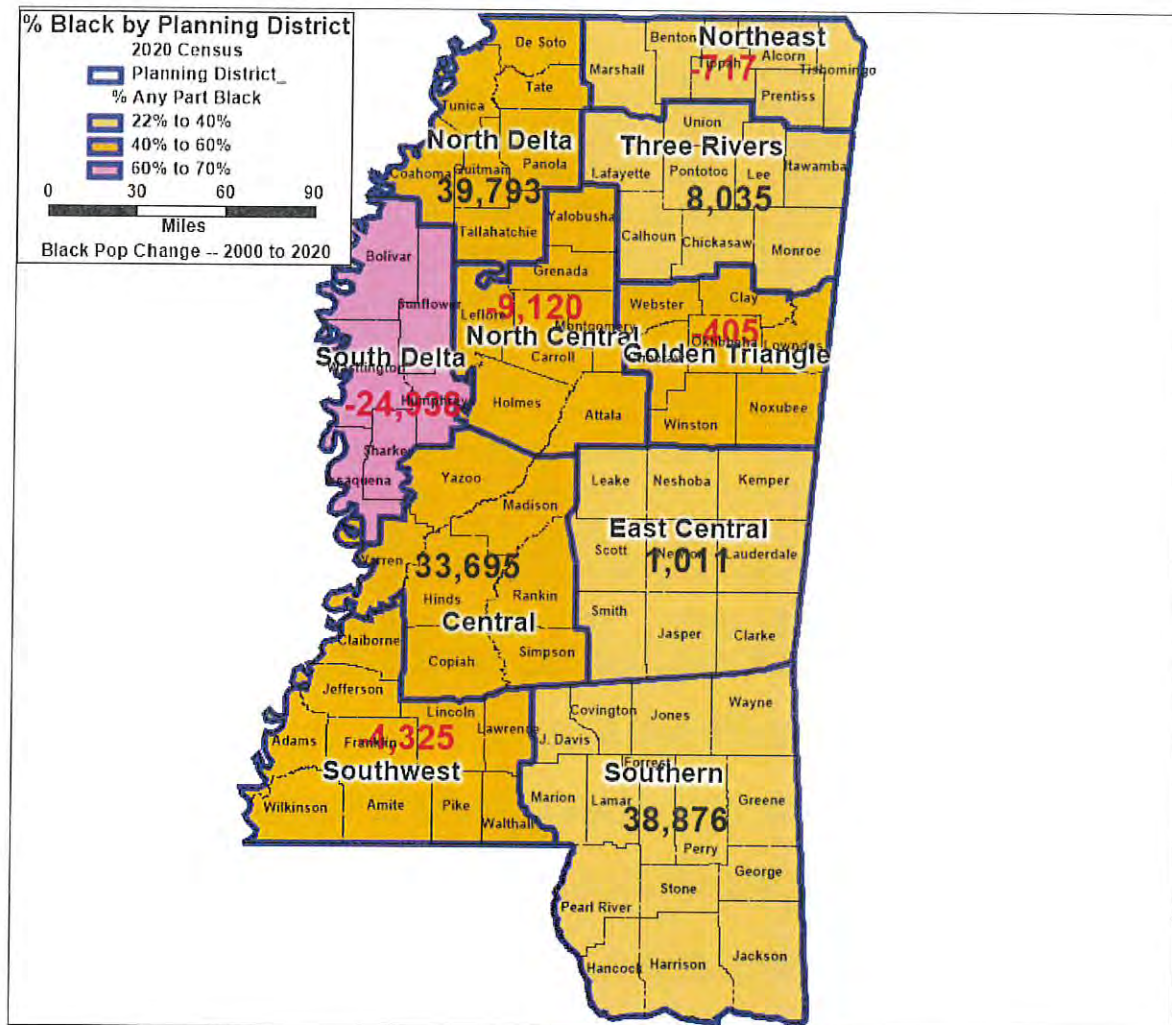 % Black by Planning District
2020 Census
Planning District_
% Any Part Black
22% to 40%
40% to 60%
60% to 70%
0 30 60 90
Miles
Black Pop Change -- 2000 to 2020
Northeast
-717
Benton
Alcorn
Tippah
Tishomingo
Marshall
Prentiss
De Soto
Tate
Tunica
North Delta
Panola
Coahoma
Quitman
39,793
Tallahatchie
Union
Three Rivers
Lafayette
Pontotoc
Lee
Itawamba
8,035
Calhoun
Chickasaw
Monroe
Yalobusha
Grenada
Leflore
-9,120
Montgomery
North Central
Carroll
Holmes
Attala
Webster
Clay
-405
Oktibbeha
Lowndes
Choctaw
Golden Triangle
Winston
Noxubee
Bolivar
Sunflower
South Delta
Washington
-24,938
Humphreys
Sharkey
Issaquena
Yazoo
Madison
Warren
33,695
Hinds
Rankin
Central
Copiah
Simpson
Leake
Neshoba
Kemper
East Central
Scott
Newton
Lauderdale
1,011
Smith
Jasper
Clarke
Claiborne
Jefferson
Lincoln
Lawrence
Adams
Franklin
-4,325
Southwest
Wilkinson
Amite
Pike
Walthall
Covington
Jones
Wayne
J. Davis
Forrest
Southern
Marion
Lamar
Greene
38,876
Perry
George
Stone
Pearl River
Hancock
Harrison
Jackson